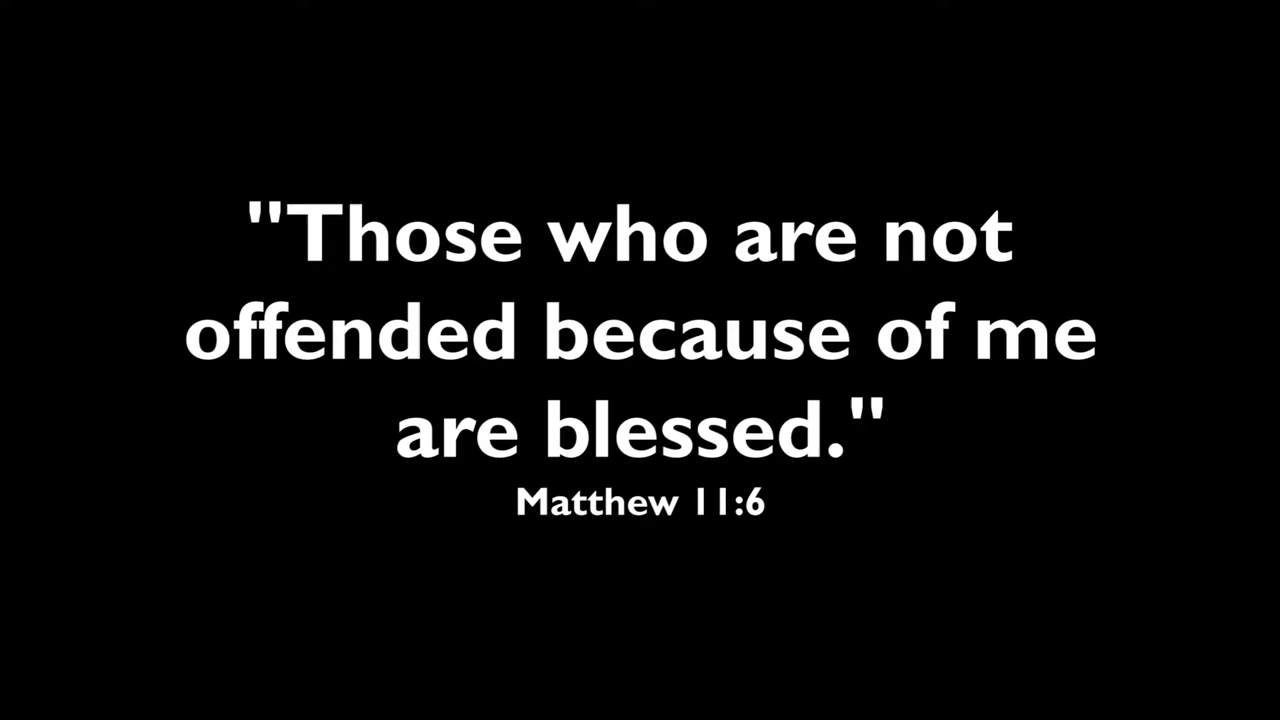 "Those who are not
offended because of me
are blessed."
Matthew 11:6